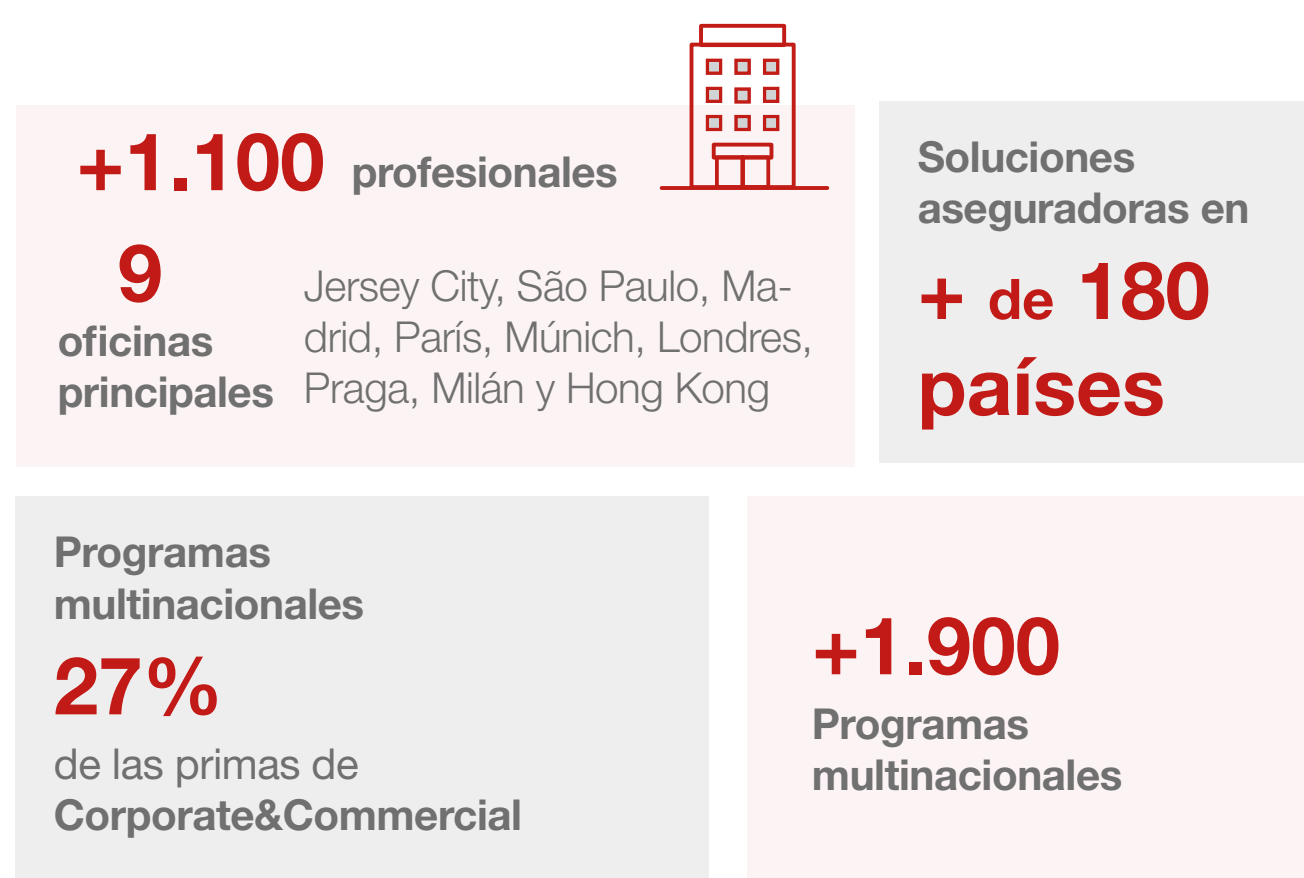 +1.100 profesionales
9
oficinas
principales
Jersey City, São Paulo, Ma-
drid, París, Múnich, Londres,
Praga, Milán y Hong Kong
Soluciones
aseguradoras en
+ de 180
países
Programas
multinacionales
27%
de las primas de
Corporate&Commercial
+1.900
Programas
multinacionales